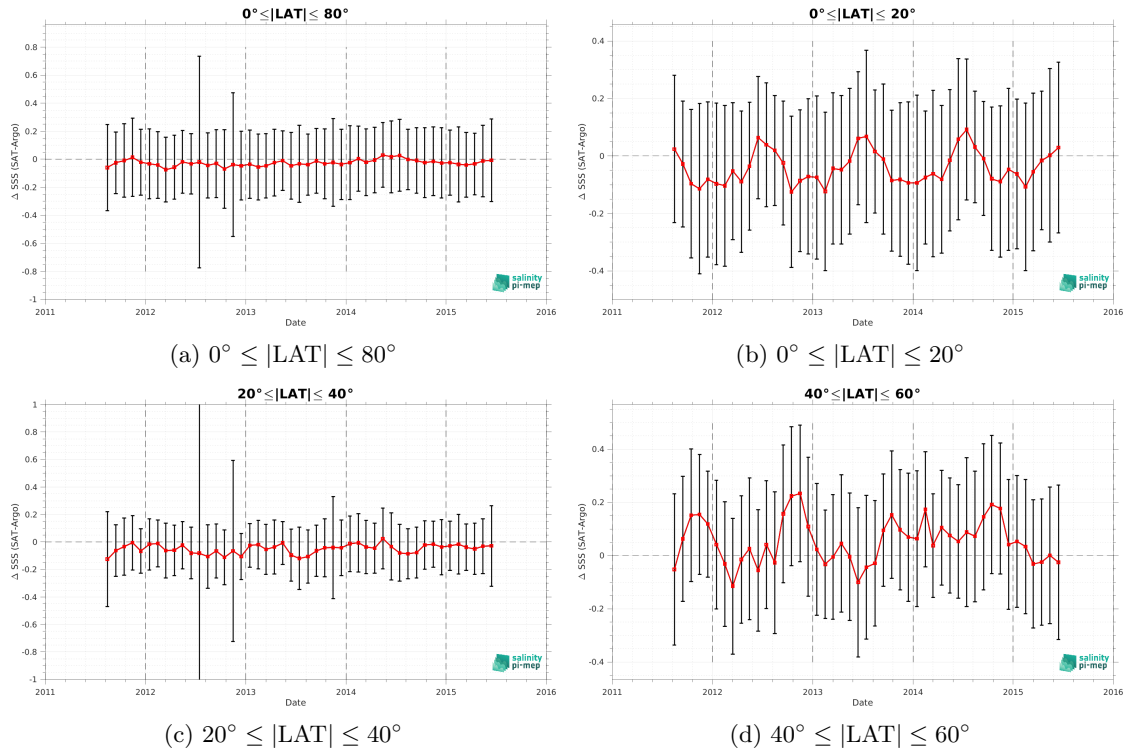 0°≤|LAT|≤ 80°
Δ SSS (SAT-Argo)
0.8
0.6
0.4
0.2
0
-0.2
-0.4
-0.6
-0.8
-1
2011 2012 2013 2014 2015 2016
Date
salinity
pi-mep
(a) 0° ≤ |LAT| ≤ 80°
0°≤|LAT|≤ 20°
Δ SSS (SAT-Argo)
0.4
0.2
0
-0.2
-0.4
2011 2012 2013 2014 2015 2016
Date
salinity
pi-mep
(b) 0° ≤ |LAT| ≤ 20°
20°≤|LAT|≤ 40°
Δ SSS (SAT-Argo)
1
0.8
0.6
0.4
0.2
0
-0.2
-0.4
-0.6
-0.8
-1
2011 2012 2013 2014 2015 2016
Date
salinity
pi-mep
(c) 20° ≤ |LAT| ≤ 40°
40°≤|LAT|≤ 60°
Δ SSS (SAT-Argo)
0.4
0.2
0
-0.2
-0.4
2011 2012 2013 2014 2015 2016
Date
salinity
pi-mep
(d) 40° ≤ |LAT| ≤ 60°